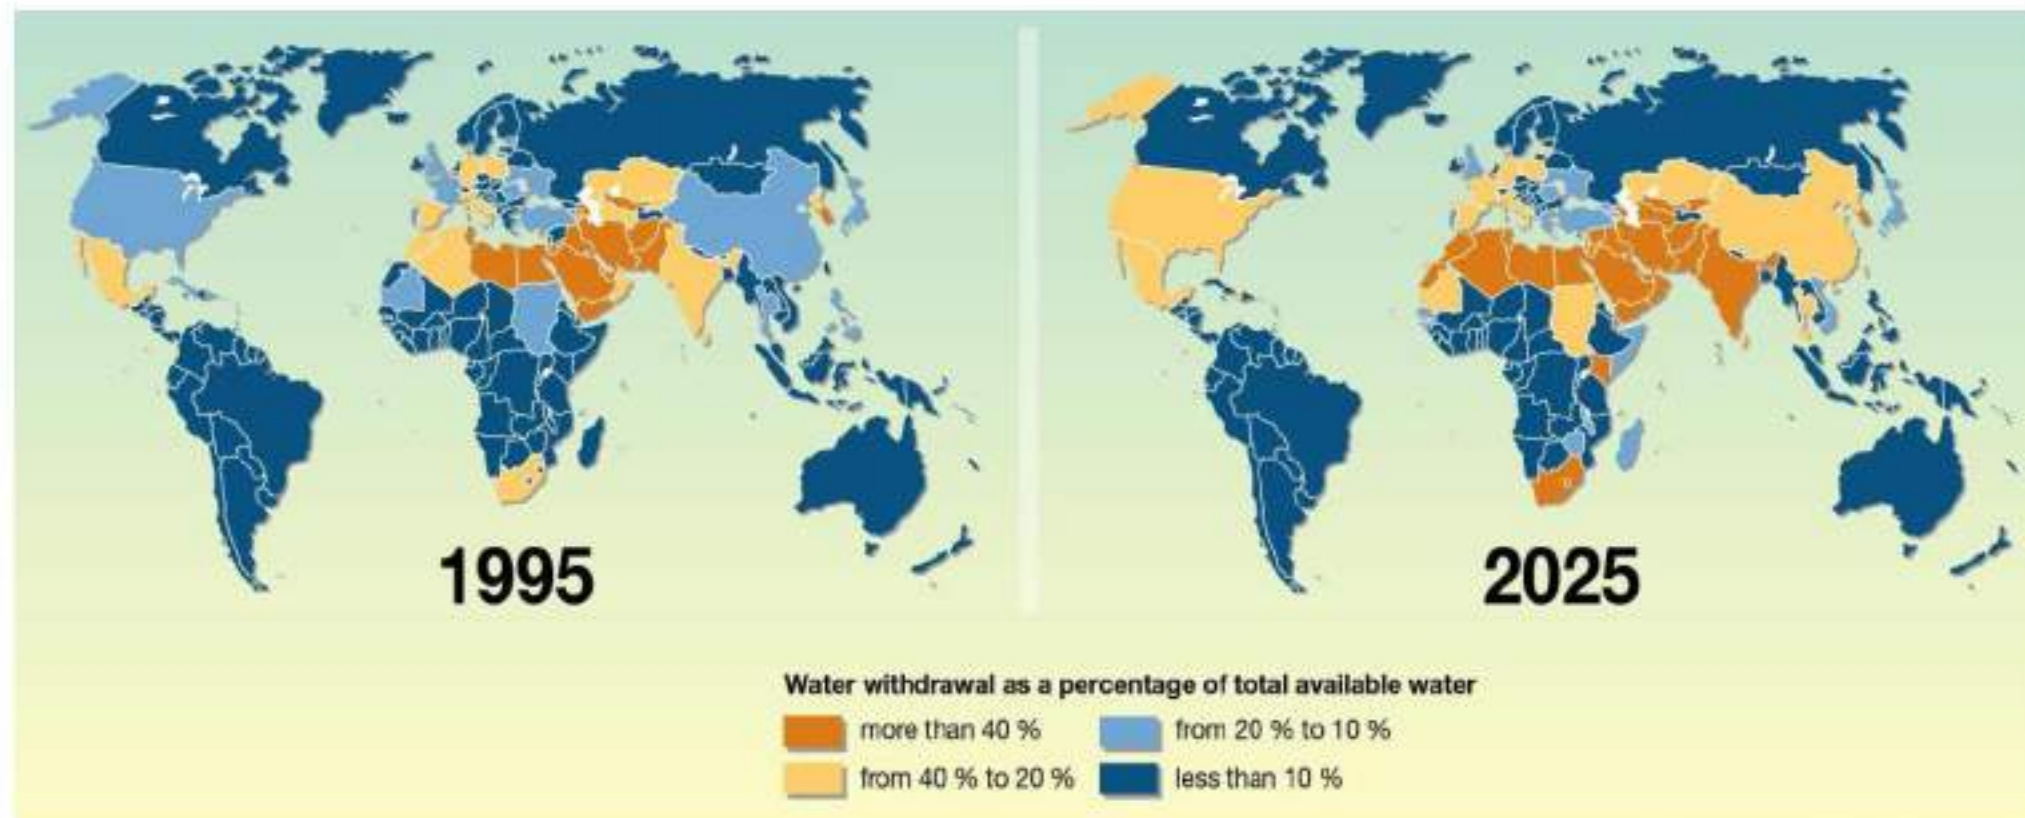 1995
2025
Water withdrawal as a percentage of total available water
more than 40 %
from 20 % to 10 %
from 40 % to 20 %
less than 10 %